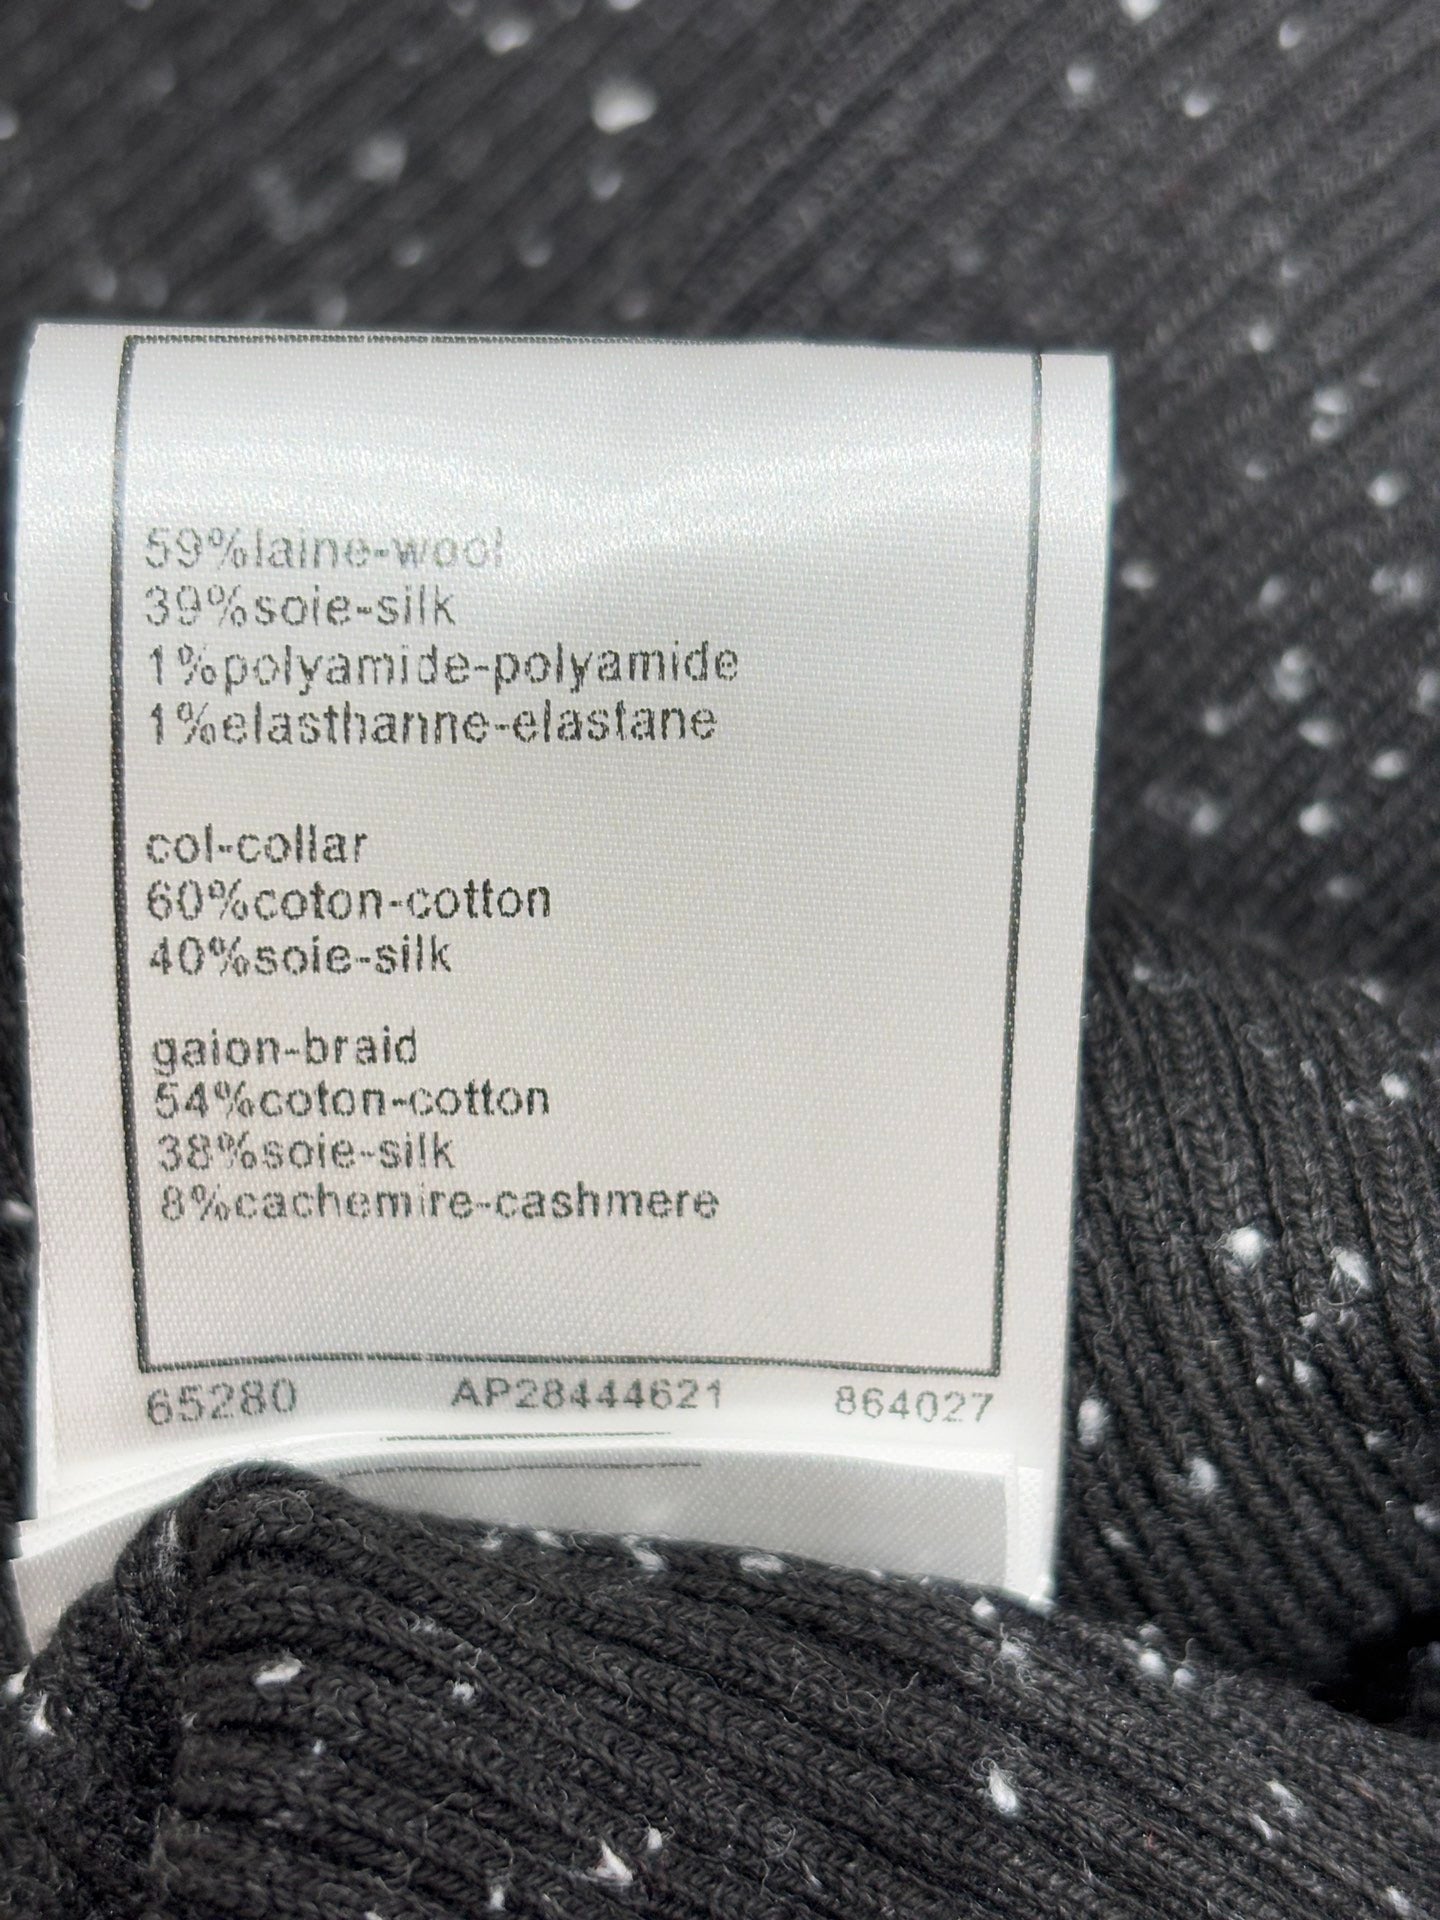 59%laine-wool
39%soie-silk
1%polyamide-polyamide
1%elasthanne-elastane
col-collar
60%coton-cotton
40%soie-silk
galon-braid
54%coton-cotton
38%soie-silk
8%cachemire-cashmere
65280 AP28444621 864027